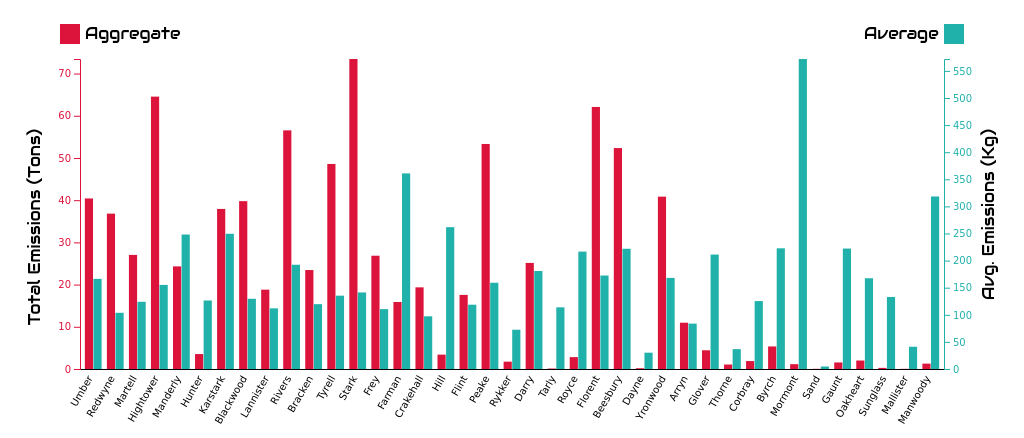 Aggregate
Average
Total Emissions (Tons)
70
60
50
40
30
20
10
0
550
500
450
400
350
300
250
200
150
100
50
0
Avg. Emissions (Kg)
Umber
Redwyne
Martell
Hightower
Manderly
Hunter
Karstark
Blackwood
Lannister
Rivers
Bracken
Tyrell
Stark
Frey
Farman
Crakehall
Hill
Flint
Peake
Rykker
Darry
Tarly
Royce
Florent
Beesbury
Dayne
Yronwood
Arryn
Glover
Thorne
Corbray
Byrch
Mormont
Sand
Gaunt
Oakheart
Sunglass
Mallister
Manwoody